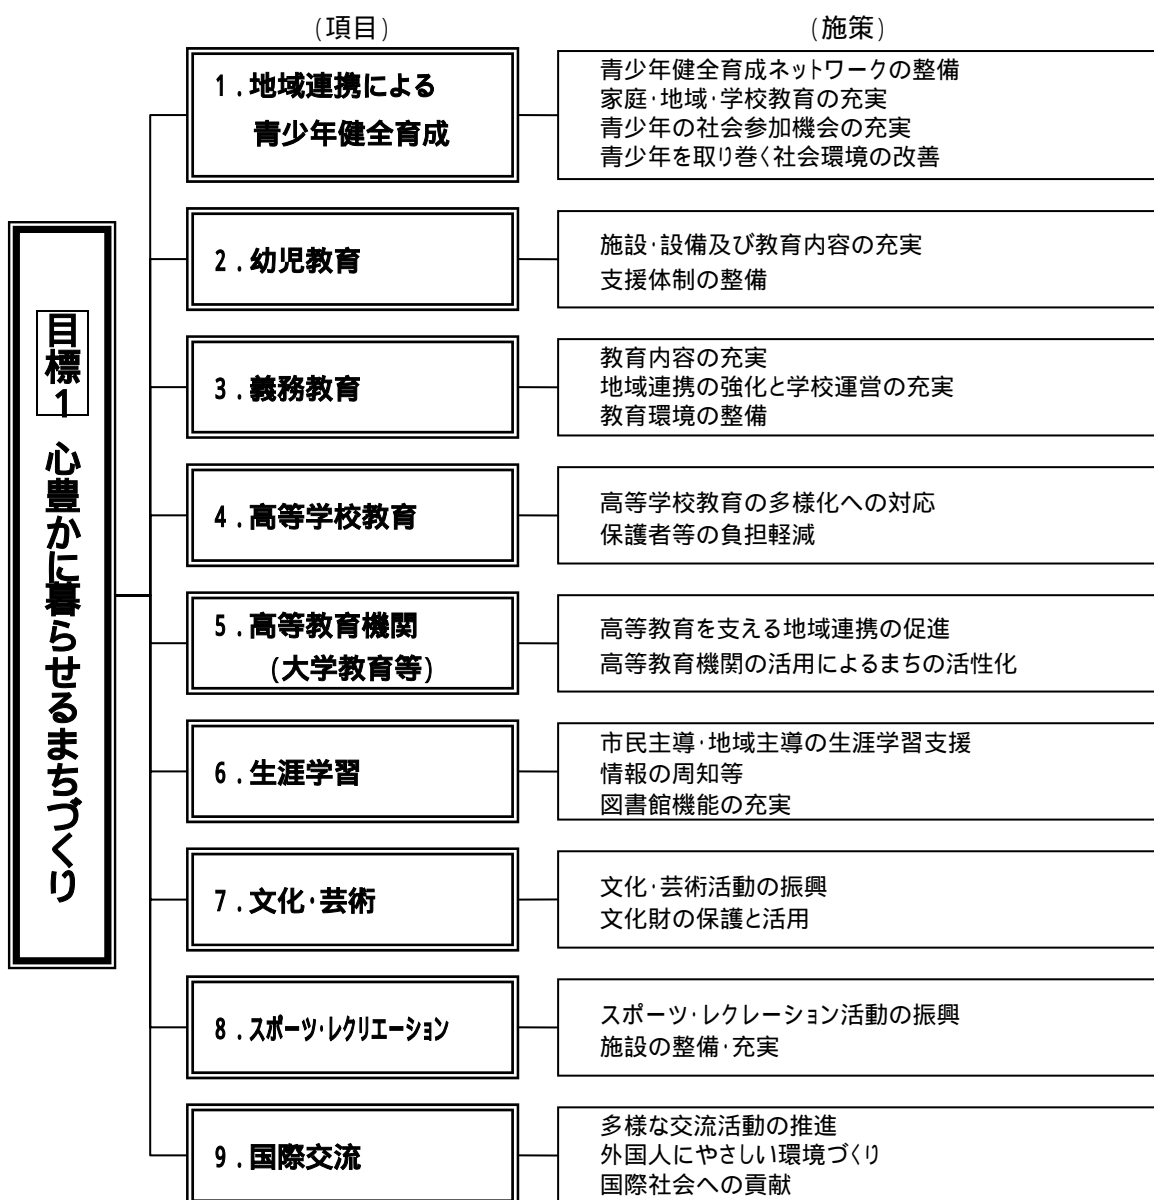 (項目)
(施策)
目標1 心豊かに暮らせるまちづくり
1.地域連携による
青少年健全育成
青少年健全育成ネットワークの整備
家庭・地域・学校教育の充実
青少年の社会参加機会の充実
青少年を取り巻く社会環境の改善
2.幼児教育
施設・設備及び教育内容の充実
支援体制の整備
3.義務教育
教育内容の充実
地域連携の強化と学校運営の充実
教育環境の整備
4.高等学校教育
高等学校教育の多様化への対応
保護者等の負担軽減
5.高等教育機関
(大学教育等)
高等教育を支える地域連携の促進
高等教育機関の活用によるまちの活性化
6.生涯学習
市民主導・地域主導の生涯学習支援
情報の周知等
図書館機能の充実
7.文化・芸術
文化・芸術活動の振興
文化財の保護と活用
8.スポーツ・レクリエーション
スポーツ・レクレーション活動の振興
施設の整備・充実
9.国際交流
多様な交流活動の推進
外国人にやさしい環境づくり
国際社会への貢献